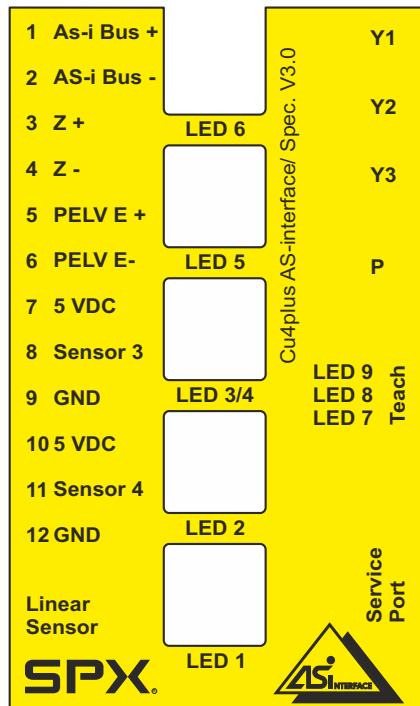 1 As-i Bus +
2 AS-i Bus -
3 Z +
4 Z -
5 PELV E +
6 PELV E-
7 5 VDC
8 Sensor 3
9 GND
10 5 VDC
11 Sensor 4
12 GND
Linear
Sensor
SPX®
LED 6
LED 5
LED 3/4
LED 2
LED 1
Cu4plus AS-interface/ Spec. V3.0
Y1
Y2
Y3
P
LED 9
LED 8
LED 7
Teach
Service
Port
ASi INTERFACE